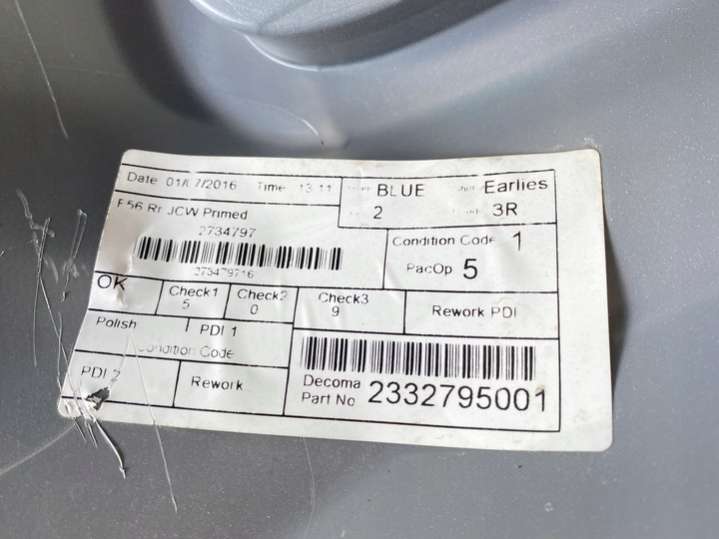 Date 01/07/2016 Time 13 11
BLUE Earlies
2 3R
F56 Rr JCW Primed
2734797
273479716
Condition Code 1
PacOp 5
OK Check1 Check2 Check3 Rework PDI
5 0 9
Polish PDI 1
Condition Code
PDI 2 Rework
Decoma
Part No 2332795001